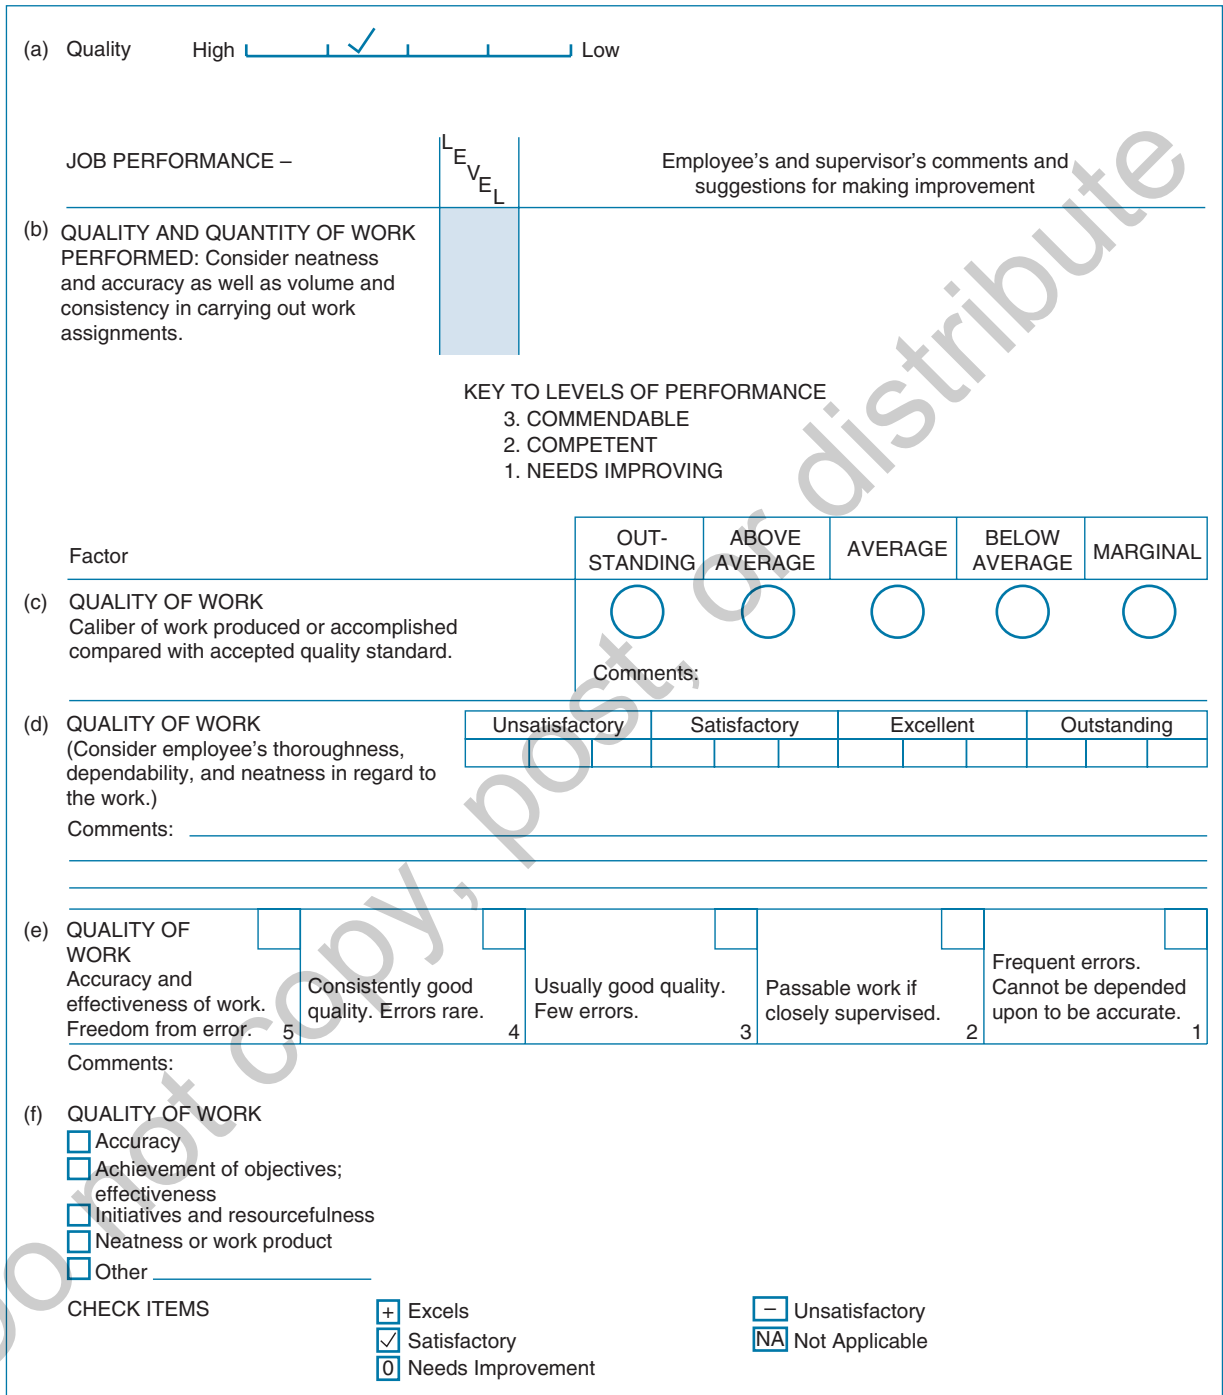 (a) Quality High Low
JOB PERFORMANCE –
LEVEL
Employee's and supervisor's comments and
suggestions for making improvement
(b) QUALITY AND QUANTITY OF WORK
PERFORMED: Consider neatness
and accuracy as well as volume and
consistency in carrying out work
assignments.
KEY TO LEVELS OF PERFORMANCE
3. COMMENDABLE
2. COMPETENT
1. NEEDS IMPROVING
Factor
OUT-
STANDING
ABOVE
AVERAGE
AVERAGE
BELOW
AVERAGE
MARGINAL
(c) QUALITY OF WORK
Caliber of work produced or accomplished
compared with accepted quality standard.
Comments:
(d) QUALITY OF WORK
(Consider employee's thoroughness,
dependability, and neatness in regard to
the work.)
Unsatisfactory Satisfactory Excellent Outstanding
Comments:
(e) QUALITY OF
WORK
Accuracy and
effectiveness of work.
Freedom from error. 5
Consistently good
quality. Errors rare.
4
Usually good quality.
Few errors.
3
Passable work if
closely supervised.
2
Frequent errors.
Cannot be depended
upon to be accurate.
1
Comments:
(f) QUALITY OF WORK
Accuracy
Achievement of objectives;
effectiveness
Initiatives and resourcefulness
Neatness or work product
Other
CHECK ITEMS
+ Excels
✓ Satisfactory
0 Needs Improvement
– Unsatisfactory
NA Not Applicable
Do not copy, post, or distribute